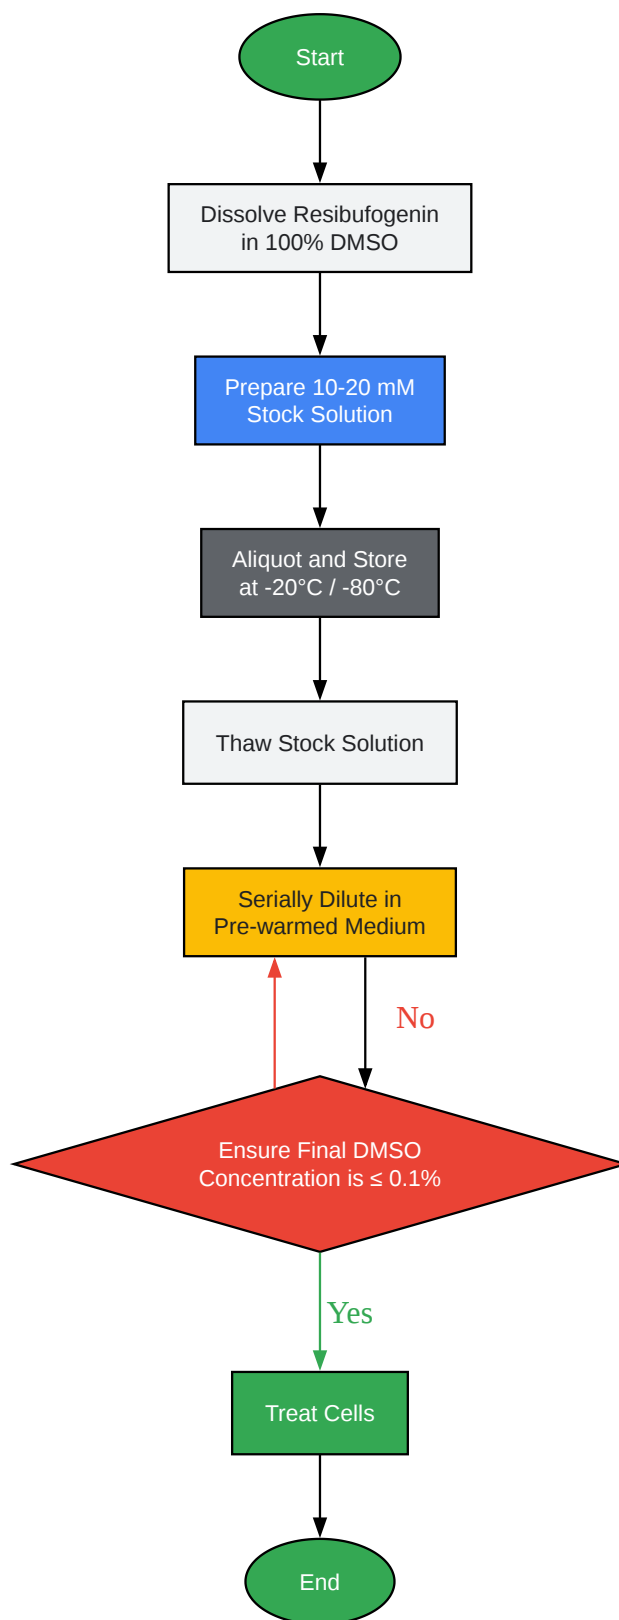 Start
Dissolve Resibufogenin
in 100% DMSO
Prepare 10-20 mM
Stock Solution
Aliquot and Store
at -20°C / -80°C
Thaw Stock Solution
Serially Dilute in
Pre-warmed Medium
No
Ensure Final DMSO
Concentration is ≤ 0.1%
Yes
Treat Cells
End